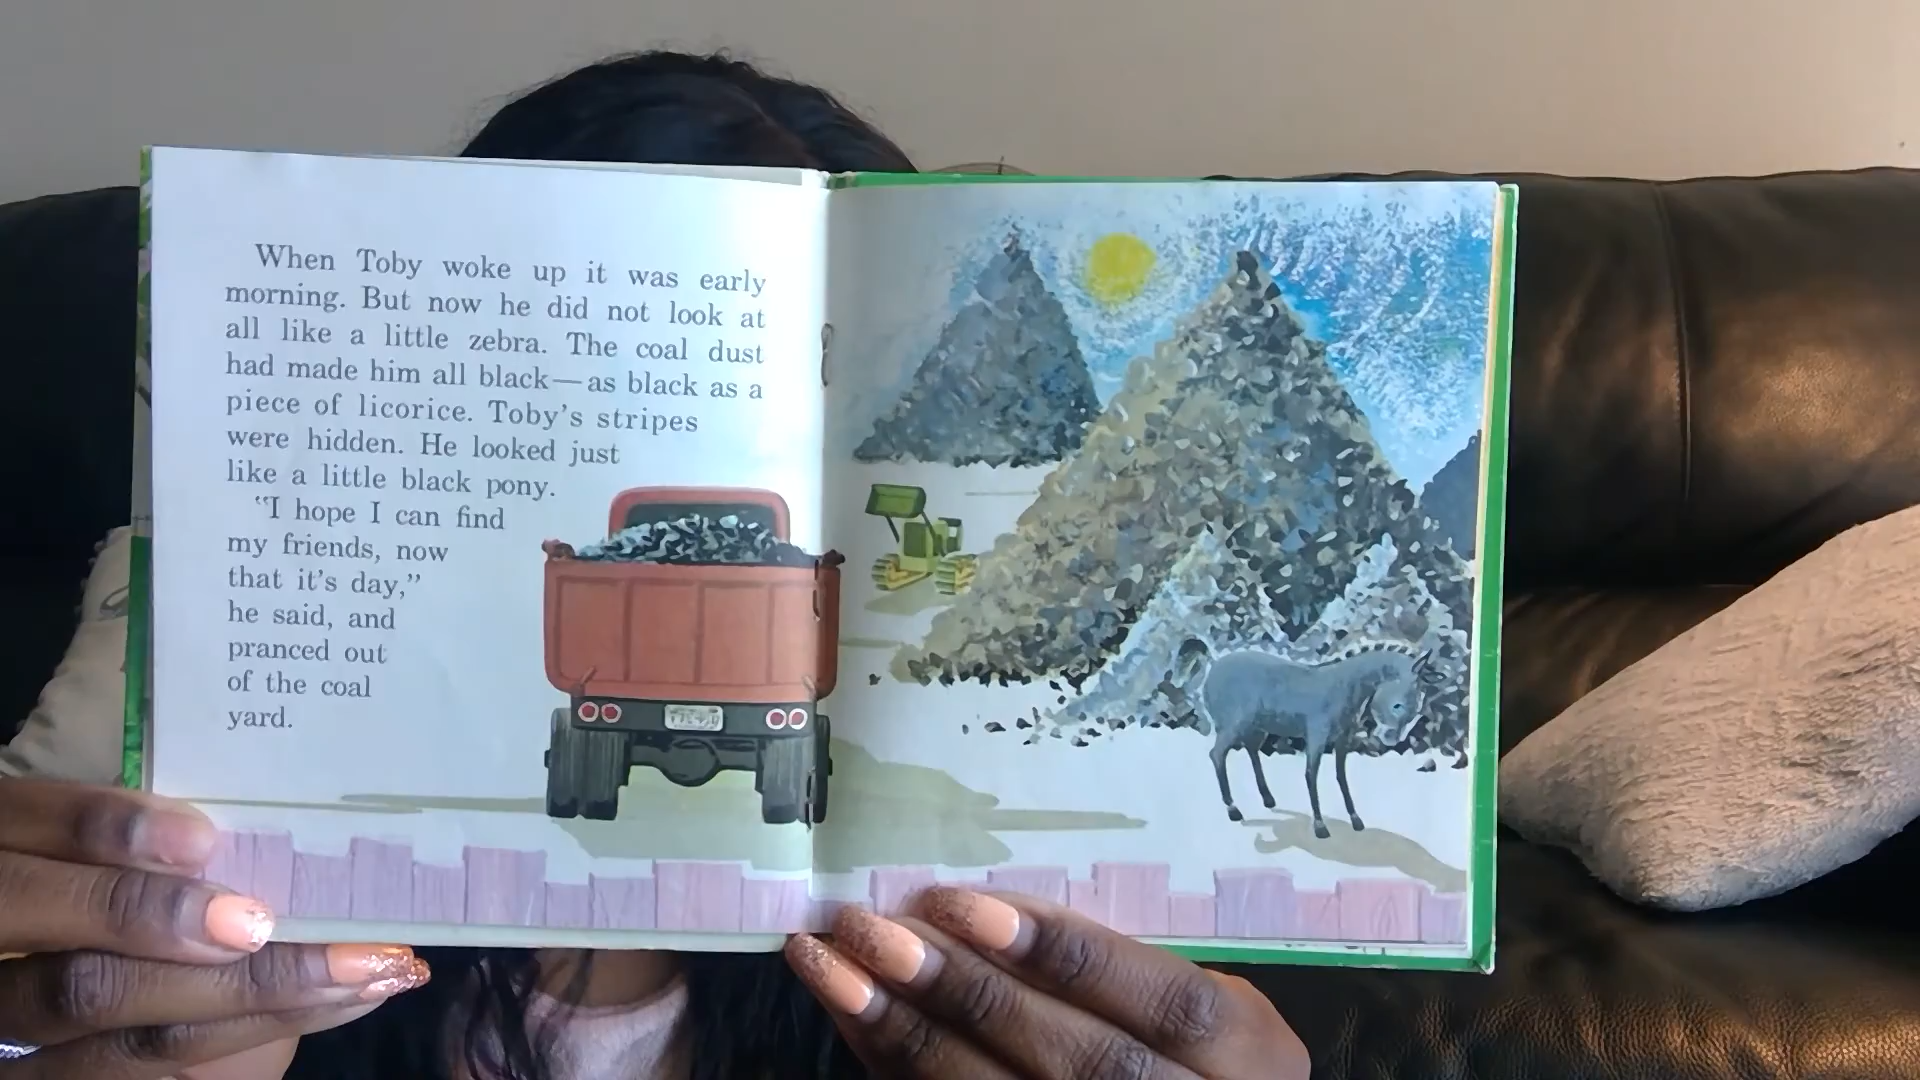 When Toby woke up it was early
morning. But now he did not look at
all like a little zebra. The coal dust
had made him all black—as black as a
piece of licorice. Toby's stripes
were hidden. He looked just
like a little black pony.
"I hope I can find
my friends, now
that it's day,"
he said, and
pranced out
of the coal
yard.